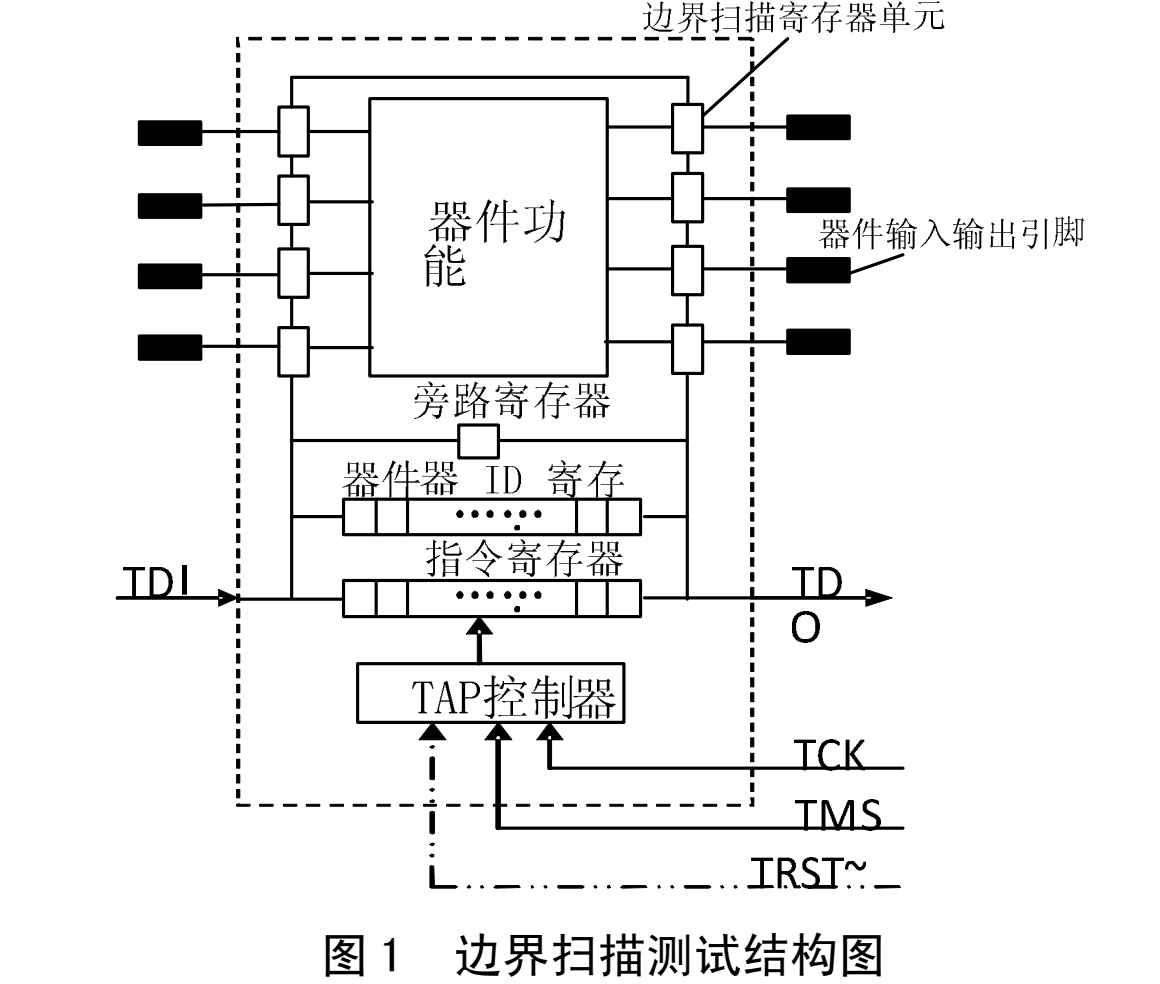 边界扫描寄存器单元
器件功
能
器件输入输出引脚
旁路寄存器
器件器 ID 寄存
指令寄存器
TDI
TD
O
TAP控制器
TCK
TMS
TRST~
图1 边界扫描测试结构图